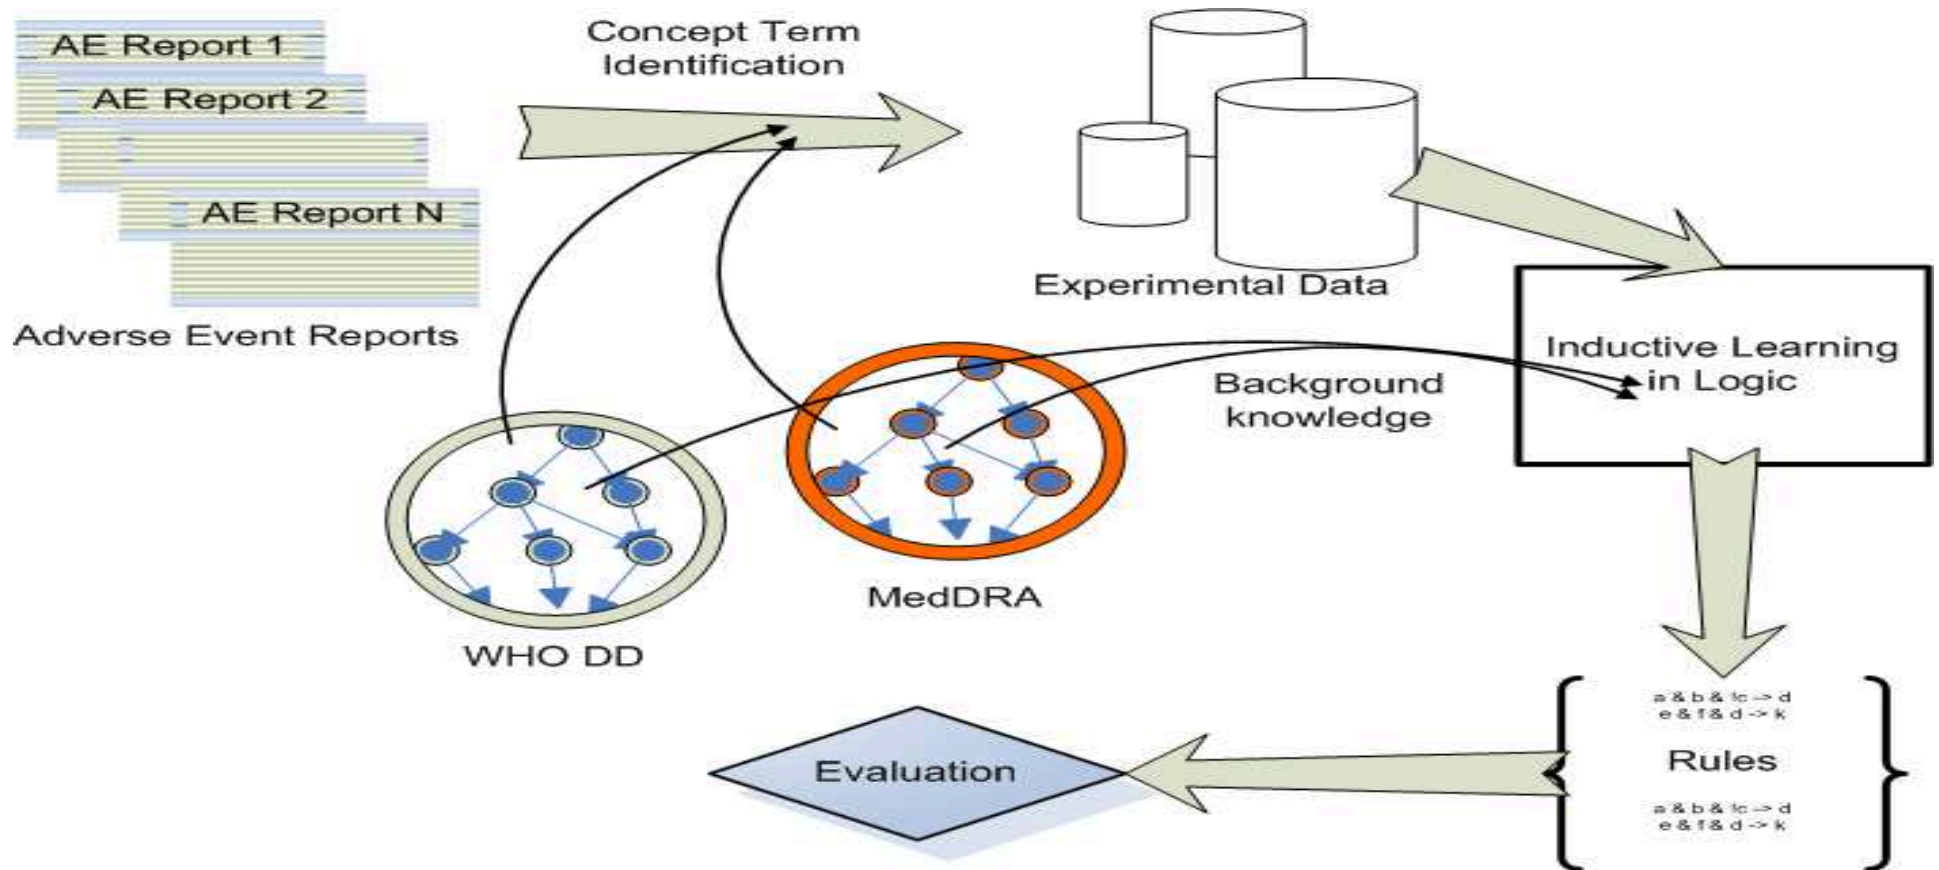 AE Report 1
AE Report 2
AE Report N
Adverse Event Reports
Concept Term
Identification
Experimental Data
Inductive Learning
in Logic
Background
knowledge
MedDRA
WHO DD
a & b & !c -> d
e & f & d -> k
Rules
a & b & !c -> d
e & f & d -> k
Evaluation